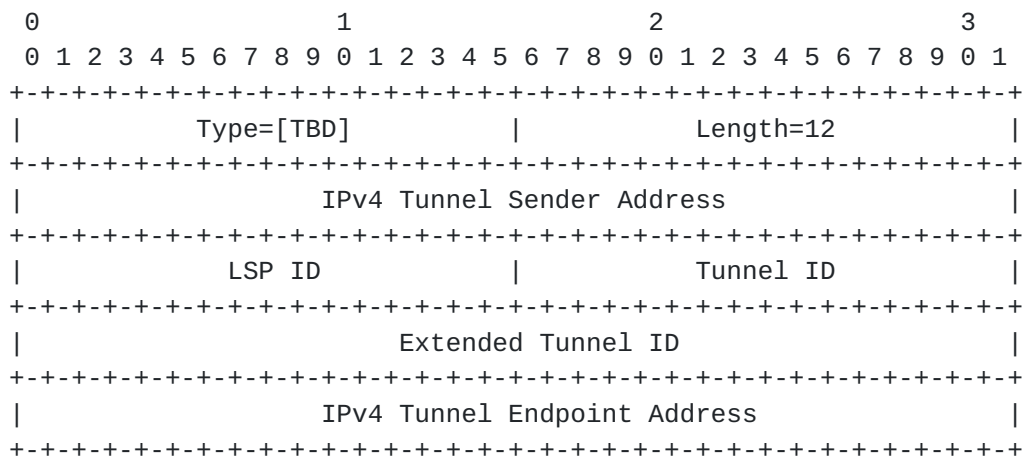 0                   1                   2                   3
 0 1 2 3 4 5 6 7 8 9 0 1 2 3 4 5 6 7 8 9 0 1 2 3 4 5 6 7 8 9 0 1
+-+-+-+-+-+-+-+-+-+-+-+-+-+-+-+-+-+-+-+-+-+-+-+-+-+-+-+-+-+-+-+-+
|           Type=[TBD]          |           Length=12           |
+-+-+-+-+-+-+-+-+-+-+-+-+-+-+-+-+-+-+-+-+-+-+-+-+-+-+-+-+-+-+-+-+
|                   IPv4 Tunnel Sender Address                  |
+-+-+-+-+-+-+-+-+-+-+-+-+-+-+-+-+-+-+-+-+-+-+-+-+-+-+-+-+-+-+-+-+
|             LSP ID            |           Tunnel ID           |
+-+-+-+-+-+-+-+-+-+-+-+-+-+-+-+-+-+-+-+-+-+-+-+-+-+-+-+-+-+-+-+-+
|                        Extended Tunnel ID                     |
+-+-+-+-+-+-+-+-+-+-+-+-+-+-+-+-+-+-+-+-+-+-+-+-+-+-+-+-+-+-+-+-+
|                   IPv4 Tunnel Endpoint Address                |
+-+-+-+-+-+-+-+-+-+-+-+-+-+-+-+-+-+-+-+-+-+-+-+-+-+-+-+-+-+-+-+-+